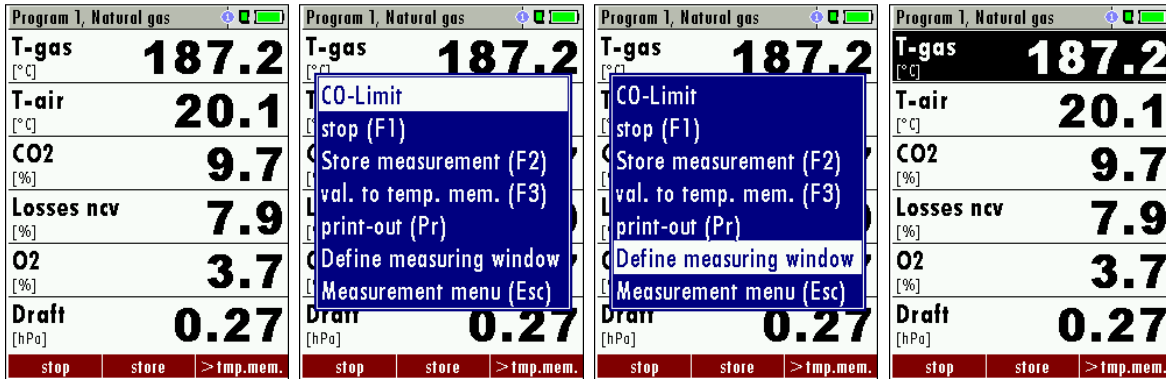 Program 1, Natural gas
T-gas 187.2
[°C]
T-air 20.1
[°C]
CO2 9.7
[%]
Losses ncv 7.9
[%]
O2 3.7
[%]
Draft 0.27
[hPa]
stop store >tmp.mem.
Program 1, Natural gas
T-gas 187.2
[°C]
CO-Limit
stop (F1)
Store measurement (F2)
val. to temp. mem. (F3)
print-out (Pr)
Define measuring window
Measurement menu (Esc)
Draft 0.27
[hPa]
stop store >tmp.mem.
Program 1, Natural gas
T-gas 187.2
[°C]
CO-Limit
stop (F1)
Store measurement (F2)
val. to temp. mem. (F3)
print-out (Pr)
Define measuring window
Measurement menu (Esc)
Draft 0.27
[hPa]
stop store >tmp.mem.
Program 1, Natural gas
T-gas 187.2
[°C]
T-air 20.1
[°C]
CO2 9.7
[%]
Losses ncv 7.9
[%]
O2 3.7
[%]
Draft 0.27
[hPa]
stop store >tmp.mem.